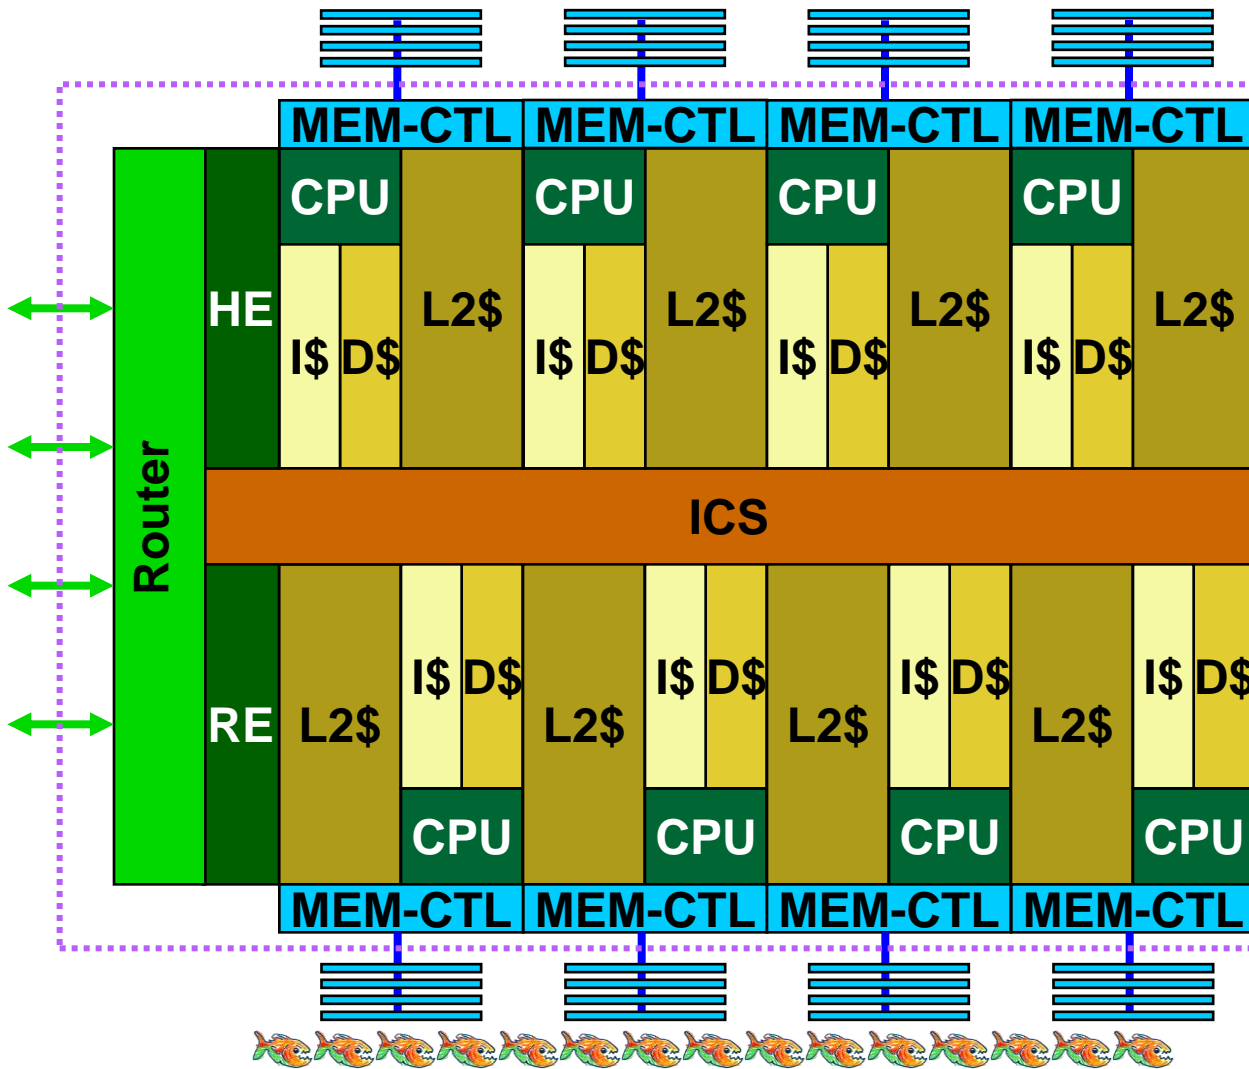 MEM-CTL MEM-CTL MEM-CTL MEM-CTL
CPU CPU CPU CPU
HE L2$ L2$ L2$ L2$
I$ D$ I$ D$ I$ D$ I$ D$
Router
ICS
I$ D$ I$ D$ I$ D$ I$ D$
RE L2$ L2$ L2$ L2$
CPU CPU CPU CPU
MEM-CTL MEM-CTL MEM-CTL MEM-CTL